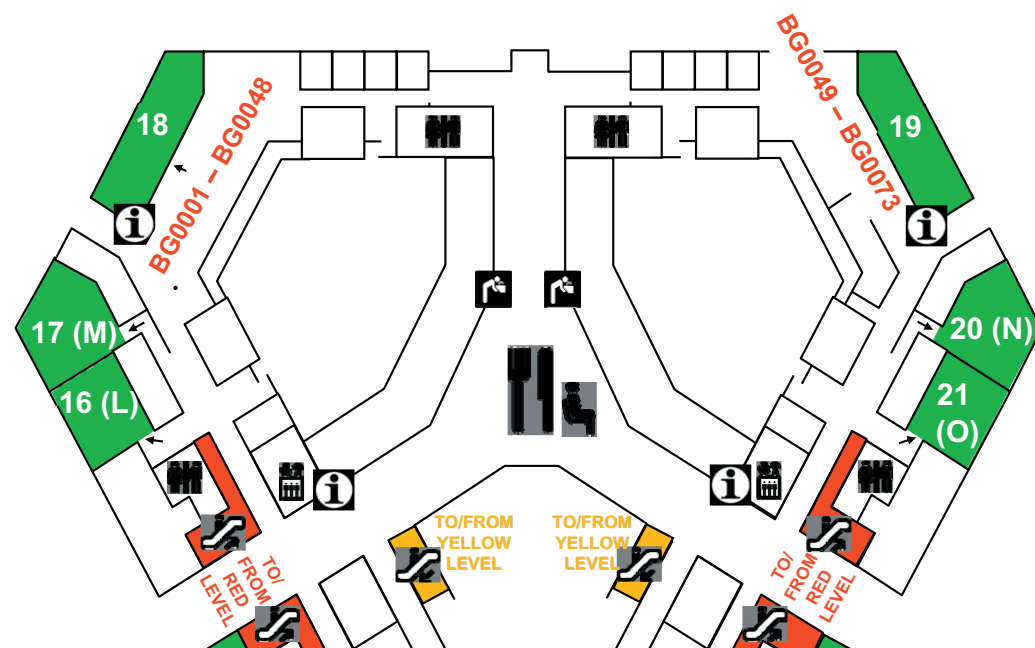 18
BG0001 – BG0048
BG0049 – BG0073
19
17 (M)
16 (L)
20 (N)
21
(O)
TO/FROM
YELLOW
LEVEL
TO/FROM
YELLOW
LEVEL
TO/
FROM
RED
LEVEL
TO/
FROM
RED
LEVEL